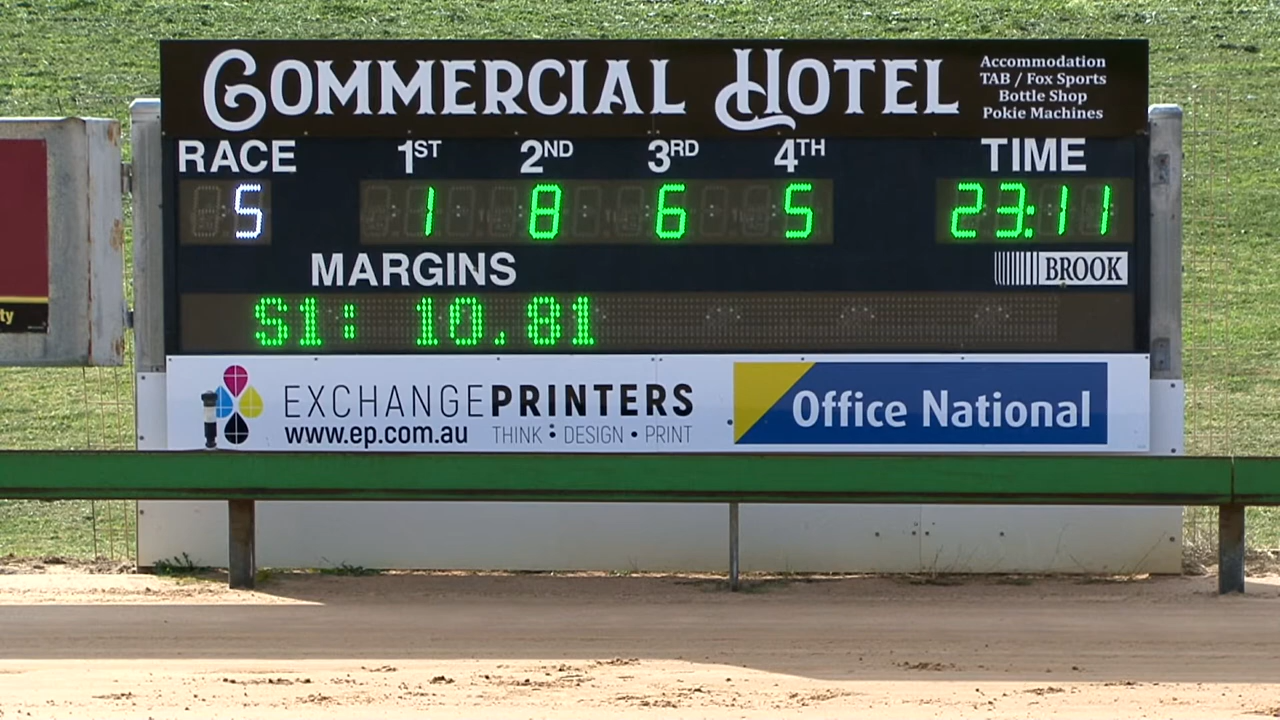 COMMERCIAL HOTEL
Accommodation
TAB / Fox Sports
Bottle Shop
Pokie Machines
RACE 1ST 2ND 3RD 4TH TIME
5 1 8 6 5 23:11
MARGINS
BROOK
S1: 10.81
ty
EXCHANGEPRINTERS
www.ep.com.au THINK : DESIGN • PRINT
Office National